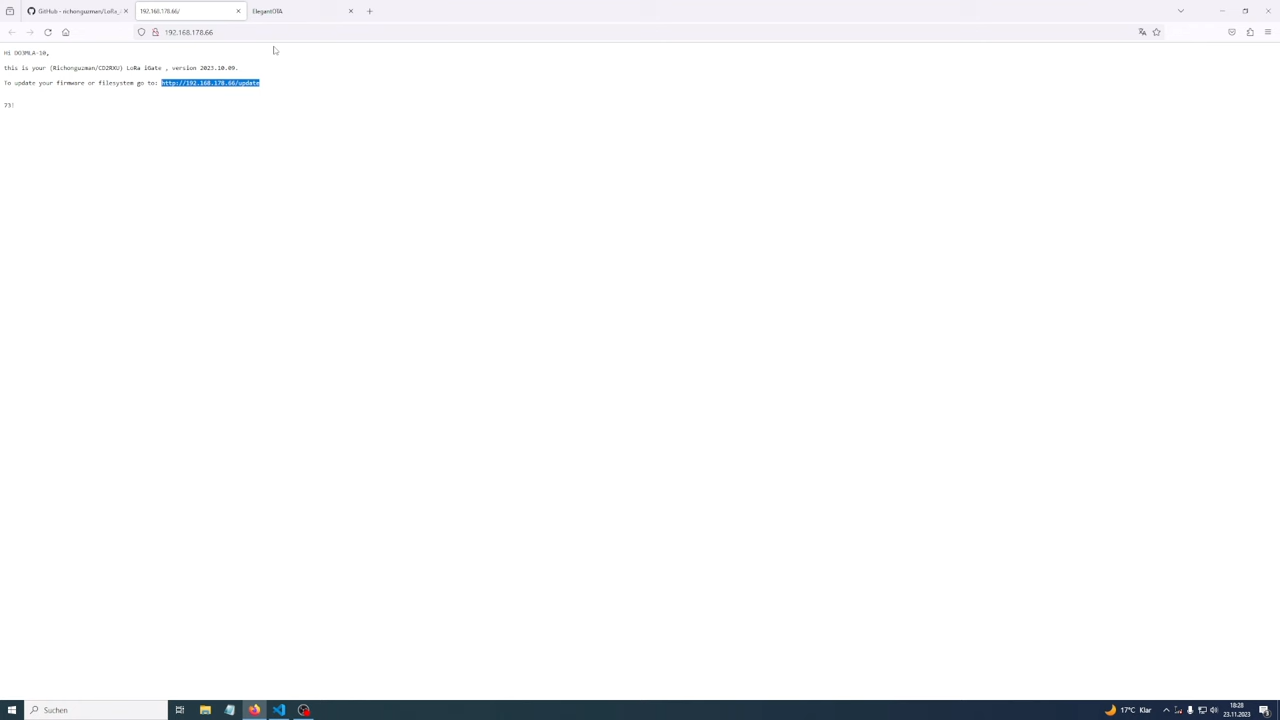 GitHub - richonguzman/LoRa_
192.168.178.66/
ElegantOTA
192.168.178.66
Hi DO3MLA-10,
this is your (Richonguzman/CD2RXU) LoRa iGate , version 2023.10.09.
To update your firmware or filesystem go to: http://192.168.178.66/update
73!
Suchen
17°C Klar
18:28
23.11.2023